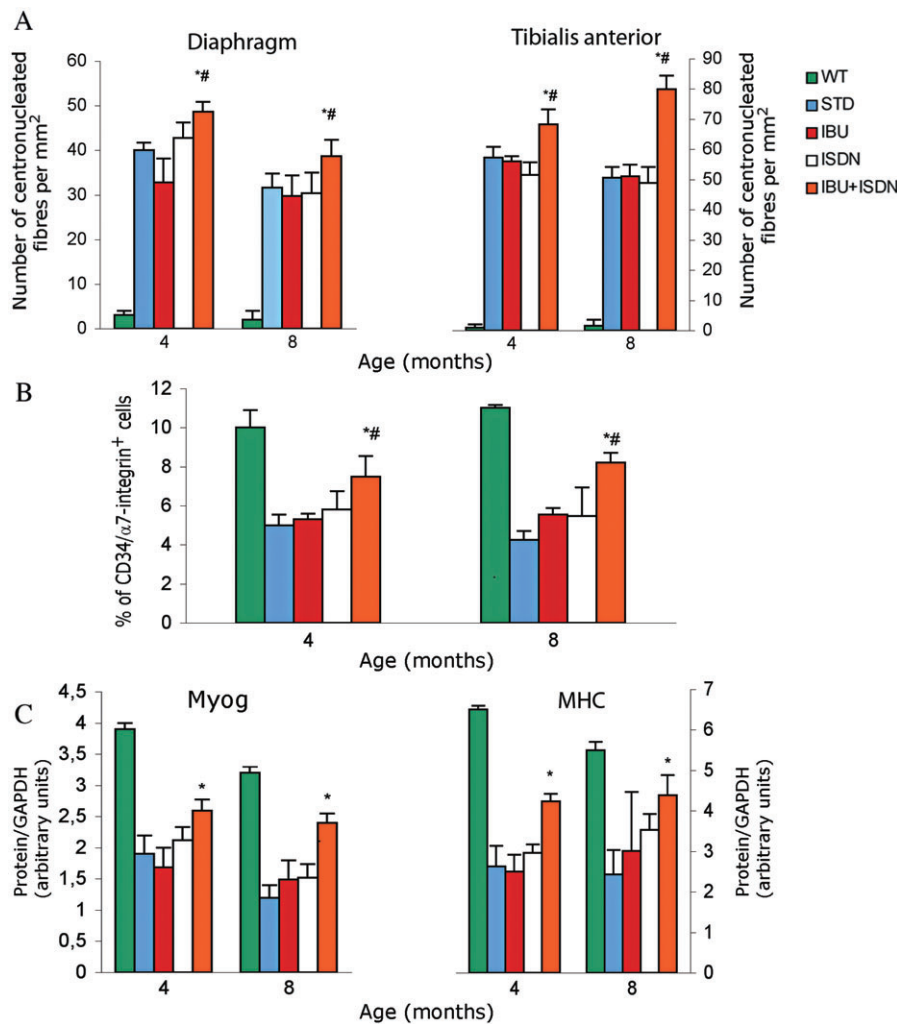 A
Diaphragm
Tibialis anterior
Number of centronucleated
fibres per mm²
60
50
40
30
20
10
0
*#
*#
4
8
*#
*#
4
8
90
80
70
60
50
40
30
20
10
0
Number of centronucleated
fibres per mm²
Age (months)
WT
STD
IBU
ISDN
IBU+ISDN
B
% of CD34/α7-integrin⁺ cells
12
10
8
6
4
2
0
*#
*#
4
8
Age (months)
C
Myog
MHC
Protein/GAPDH
(arbitrary units)
4,5
4
3,5
3
2,5
2
1,5
1
0,5
0
*
*
4
8
*
*
4
8
7
6
5
4
3
2
1
0
Protein/GAPDH
(arbitrary units)
Age (months)